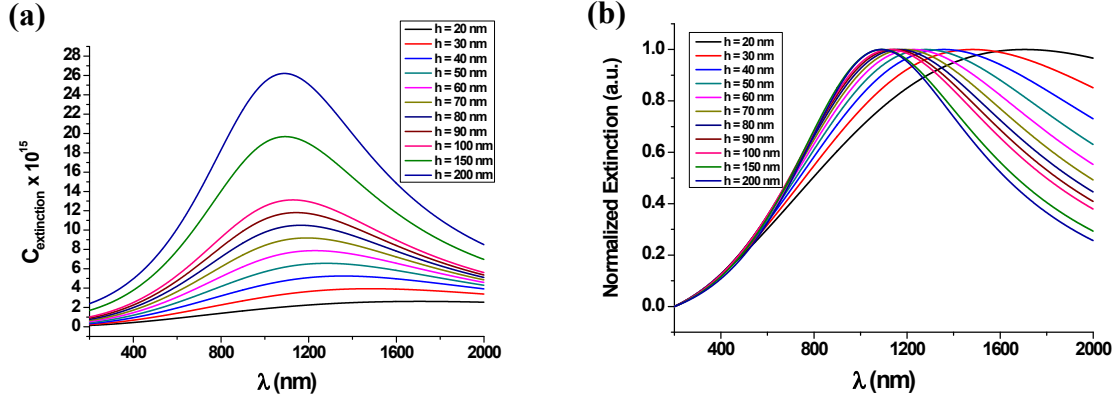 (a)
C extinction x 10^15
28
26
24
22
20
18
16
14
12
10
8
6
4
2
0
h = 20 nm
h = 30 nm
h = 40 nm
h = 50 nm
h = 60 nm
h = 70 nm
h = 80 nm
h = 90 nm
h = 100 nm
h = 150 nm
h = 200 nm
400 800 1200 1600 2000
λ (nm)
(b)
Normalized Extinction (a.u.)
1.0
0.8
0.6
0.4
0.2
0.0
h = 20 nm
h = 30 nm
h = 40 nm
h = 50 nm
h = 60 nm
h = 70 nm
h = 80 nm
h = 90 nm
h = 100 nm
h = 150 nm
h = 200 nm
400 800 1200 1600 2000
λ (nm)